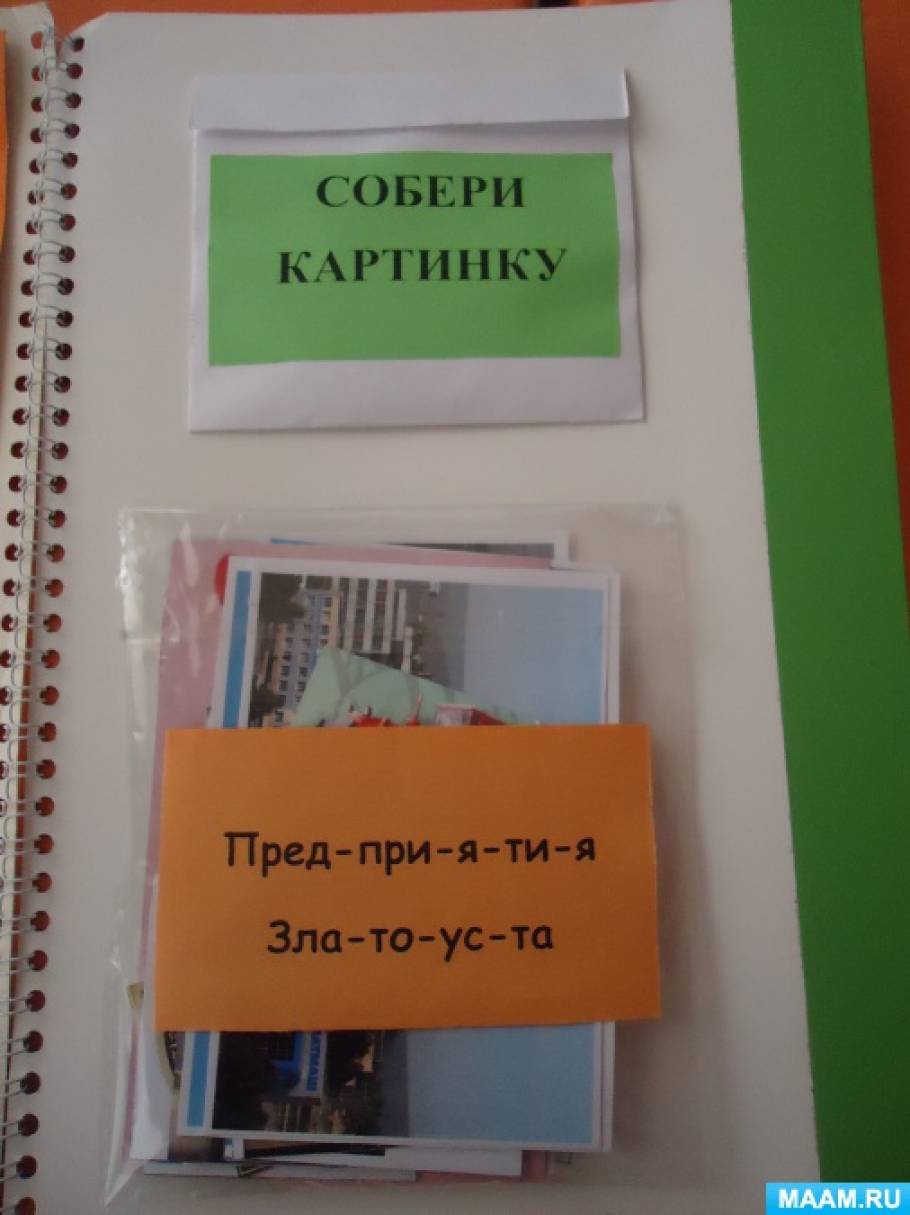 СОБЕРИ
КАРТИНКУ
Пред-при-я-ти-я
Зла-то-ус-та
MAAM.RU